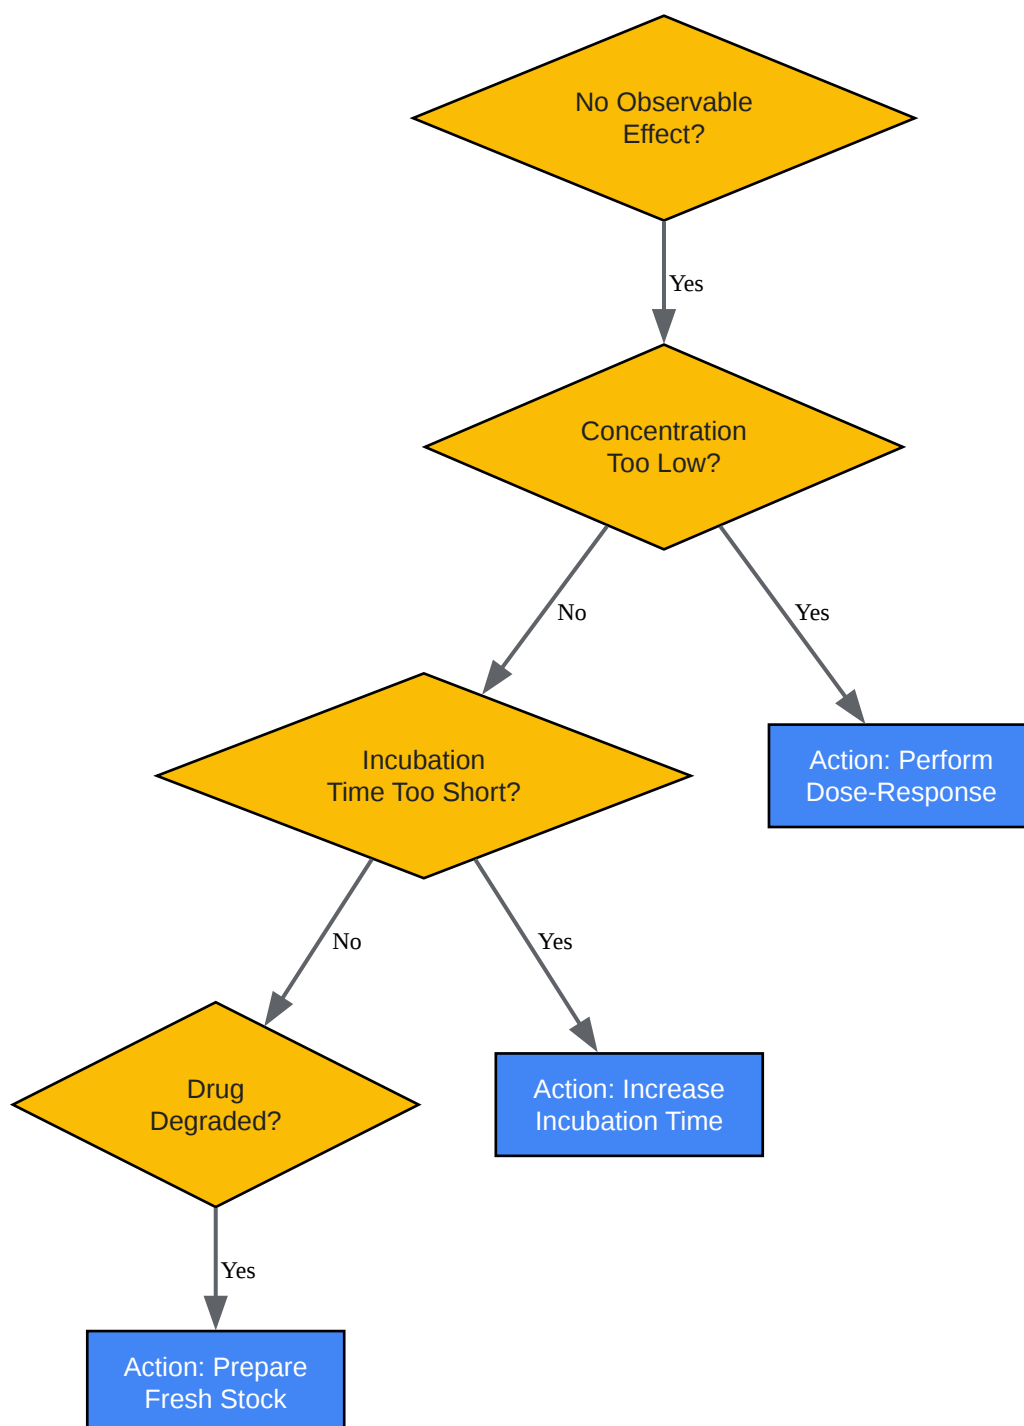 No Observable
Effect?
Yes
Concentration
Too Low?
No
Yes
Incubation
Time Too Short?
Action: Perform
Dose-Response
No
Yes
Drug
Degraded?
Action: Increase
Incubation Time
Yes
Action: Prepare
Fresh Stock